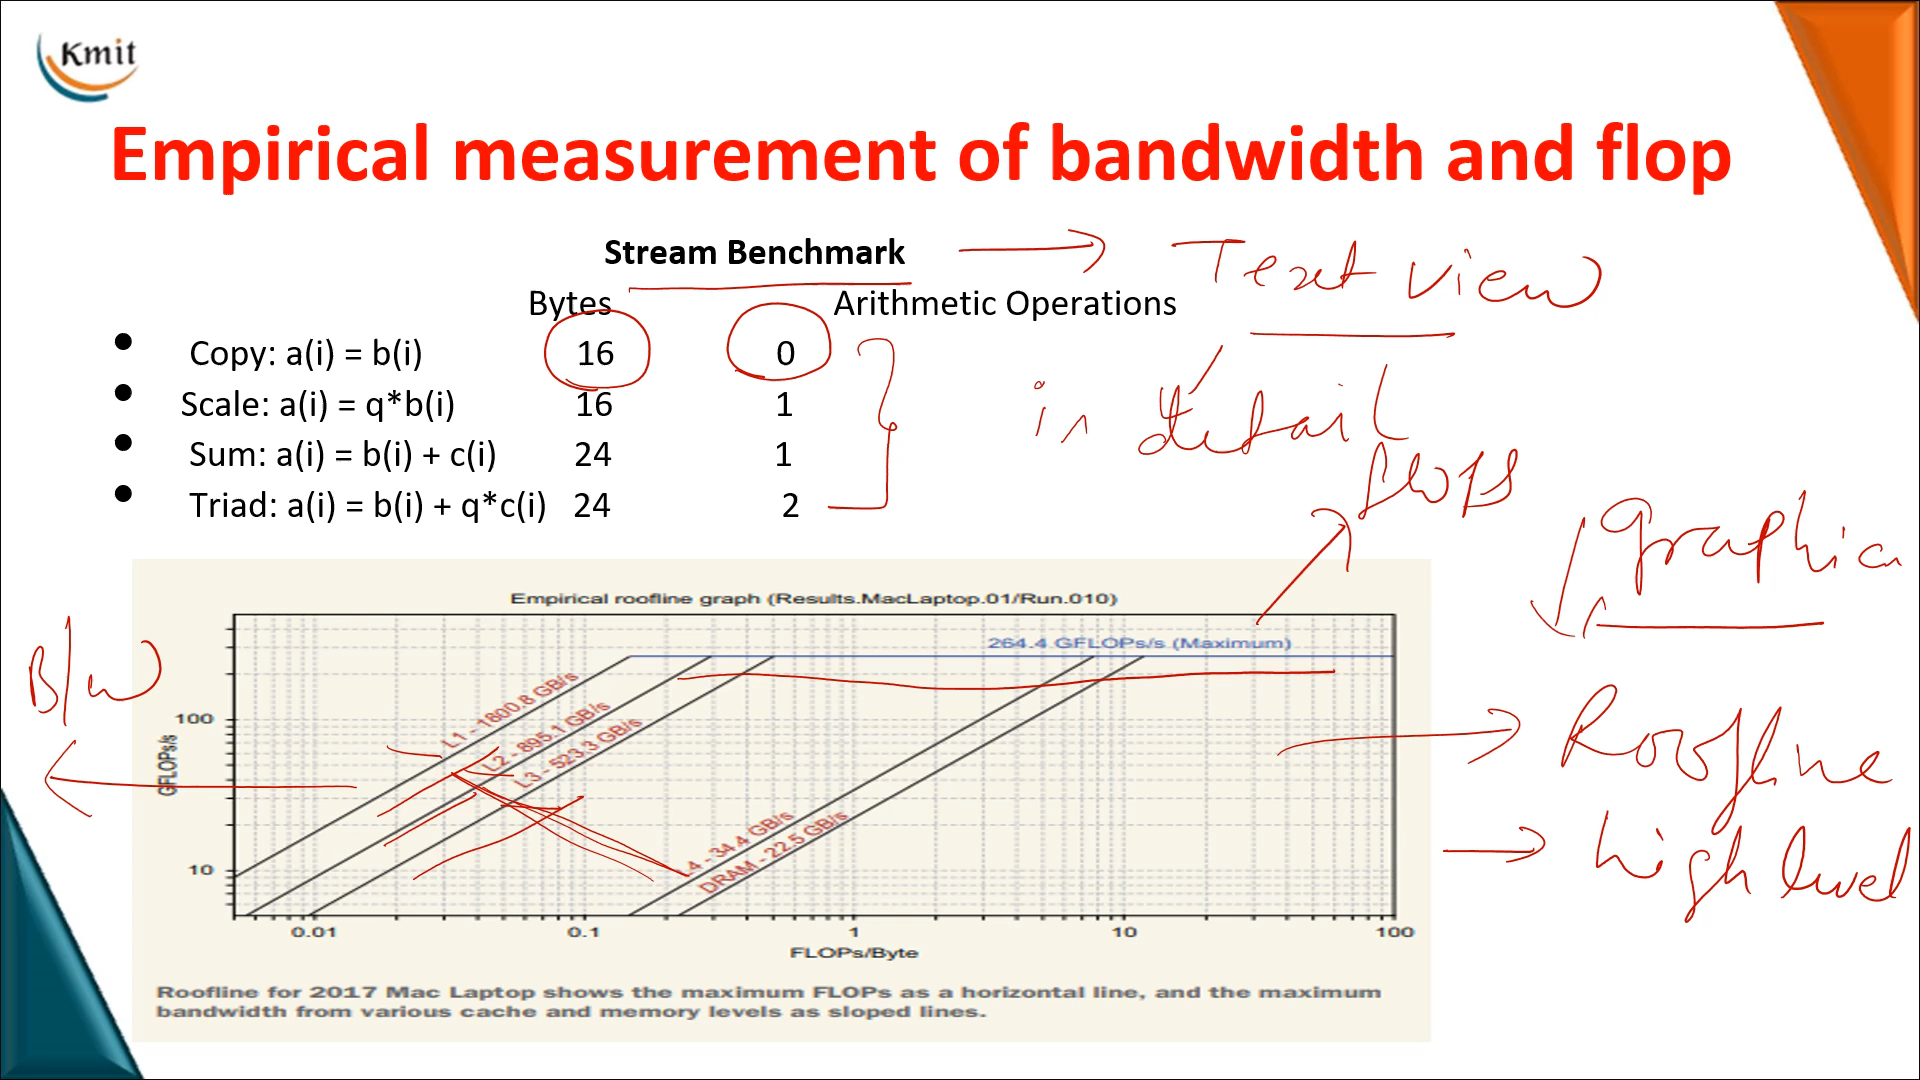 Kmit
Empirical measurement of bandwidth and flop
Stream Benchmark
Text view
Bytes Arithmetic Operations
Copy: a(i) = b(i) 16 0
Scale: a(i) = q*b(i) 16 1
in detail
Sum: a(i) = b(i) + c(i) 24 1
Triad: a(i) = b(i) + q*c(i) 24 2
flops
Graphic
Empirical roofline graph (Results.MacLaptop.01/Run.010)
264.4 GFLOPs/s (Maximum)
B/W
L1 - 1800.8 GB/s
L2 - 895.1 GB/s
L3 - 523.3 GB/s
L4 - 34.4 GB/s
DRAM - 22.5 GB/s
Roofline
high level
GFLOPs/s
100
10
0.01 0.1 1 10 100
FLOPs/Byte
Roofline for 2017 Mac Laptop shows the maximum FLOPs as a horizontal line, and the maximum
bandwidth from various cache and memory levels as sloped lines.